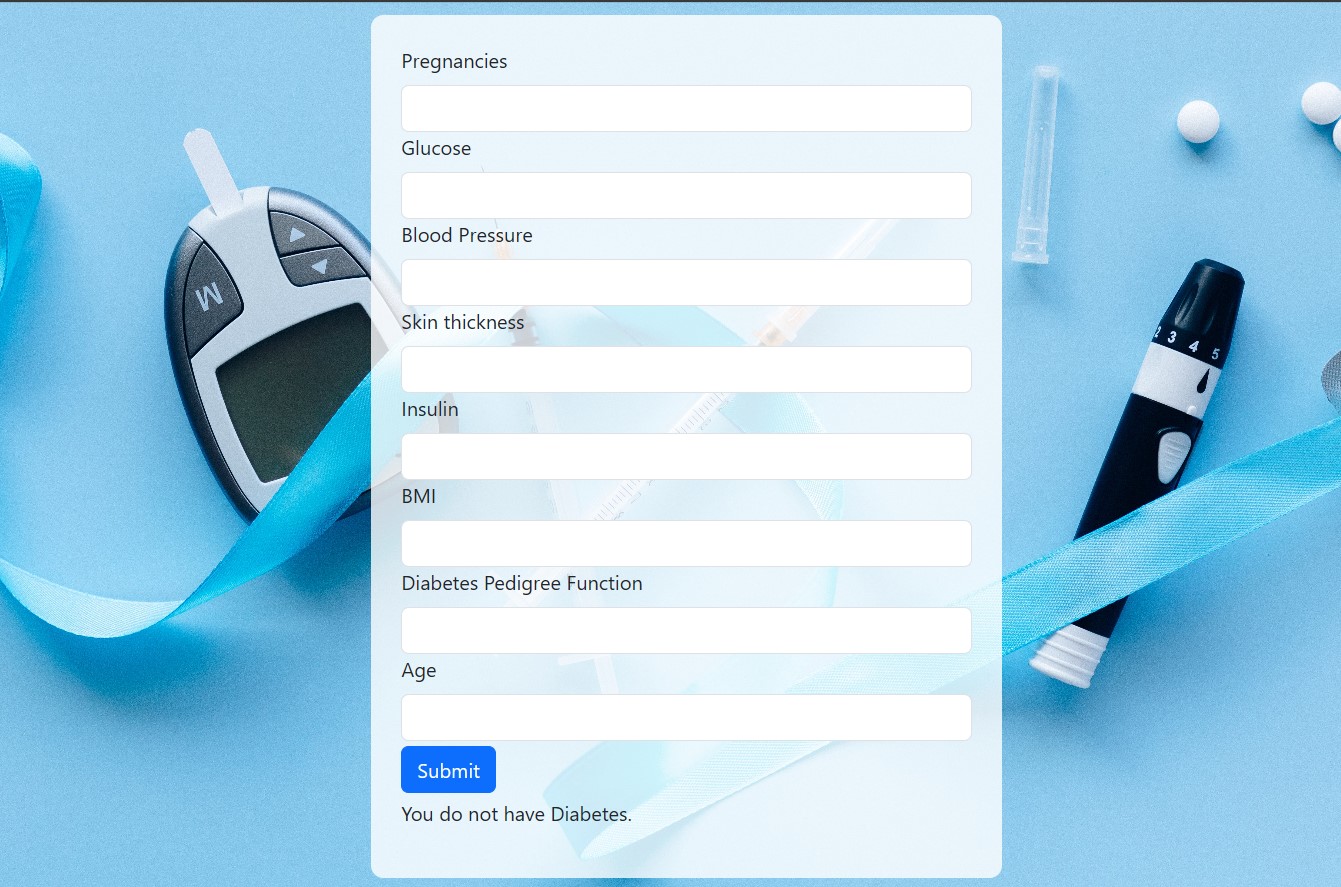 Pregnancies
Glucose
Blood Pressure
Skin thickness
Insulin
BMI
Diabetes Pedigree Function
Age
Submit
You do not have Diabetes.
M
2 3 4 5